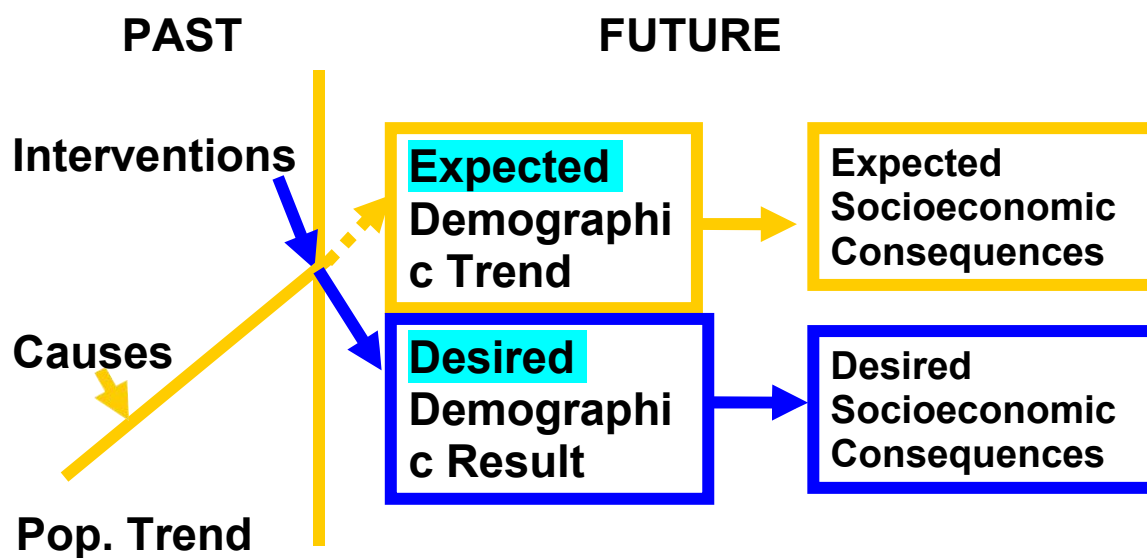 PAST
FUTURE
Interventions
Causes
Pop. Trend
Expected
Demographi
c Trend
Expected
Socioeconomic
Consequences
Desired
Demographi
c Result
Desired
Socioeconomic
Consequences